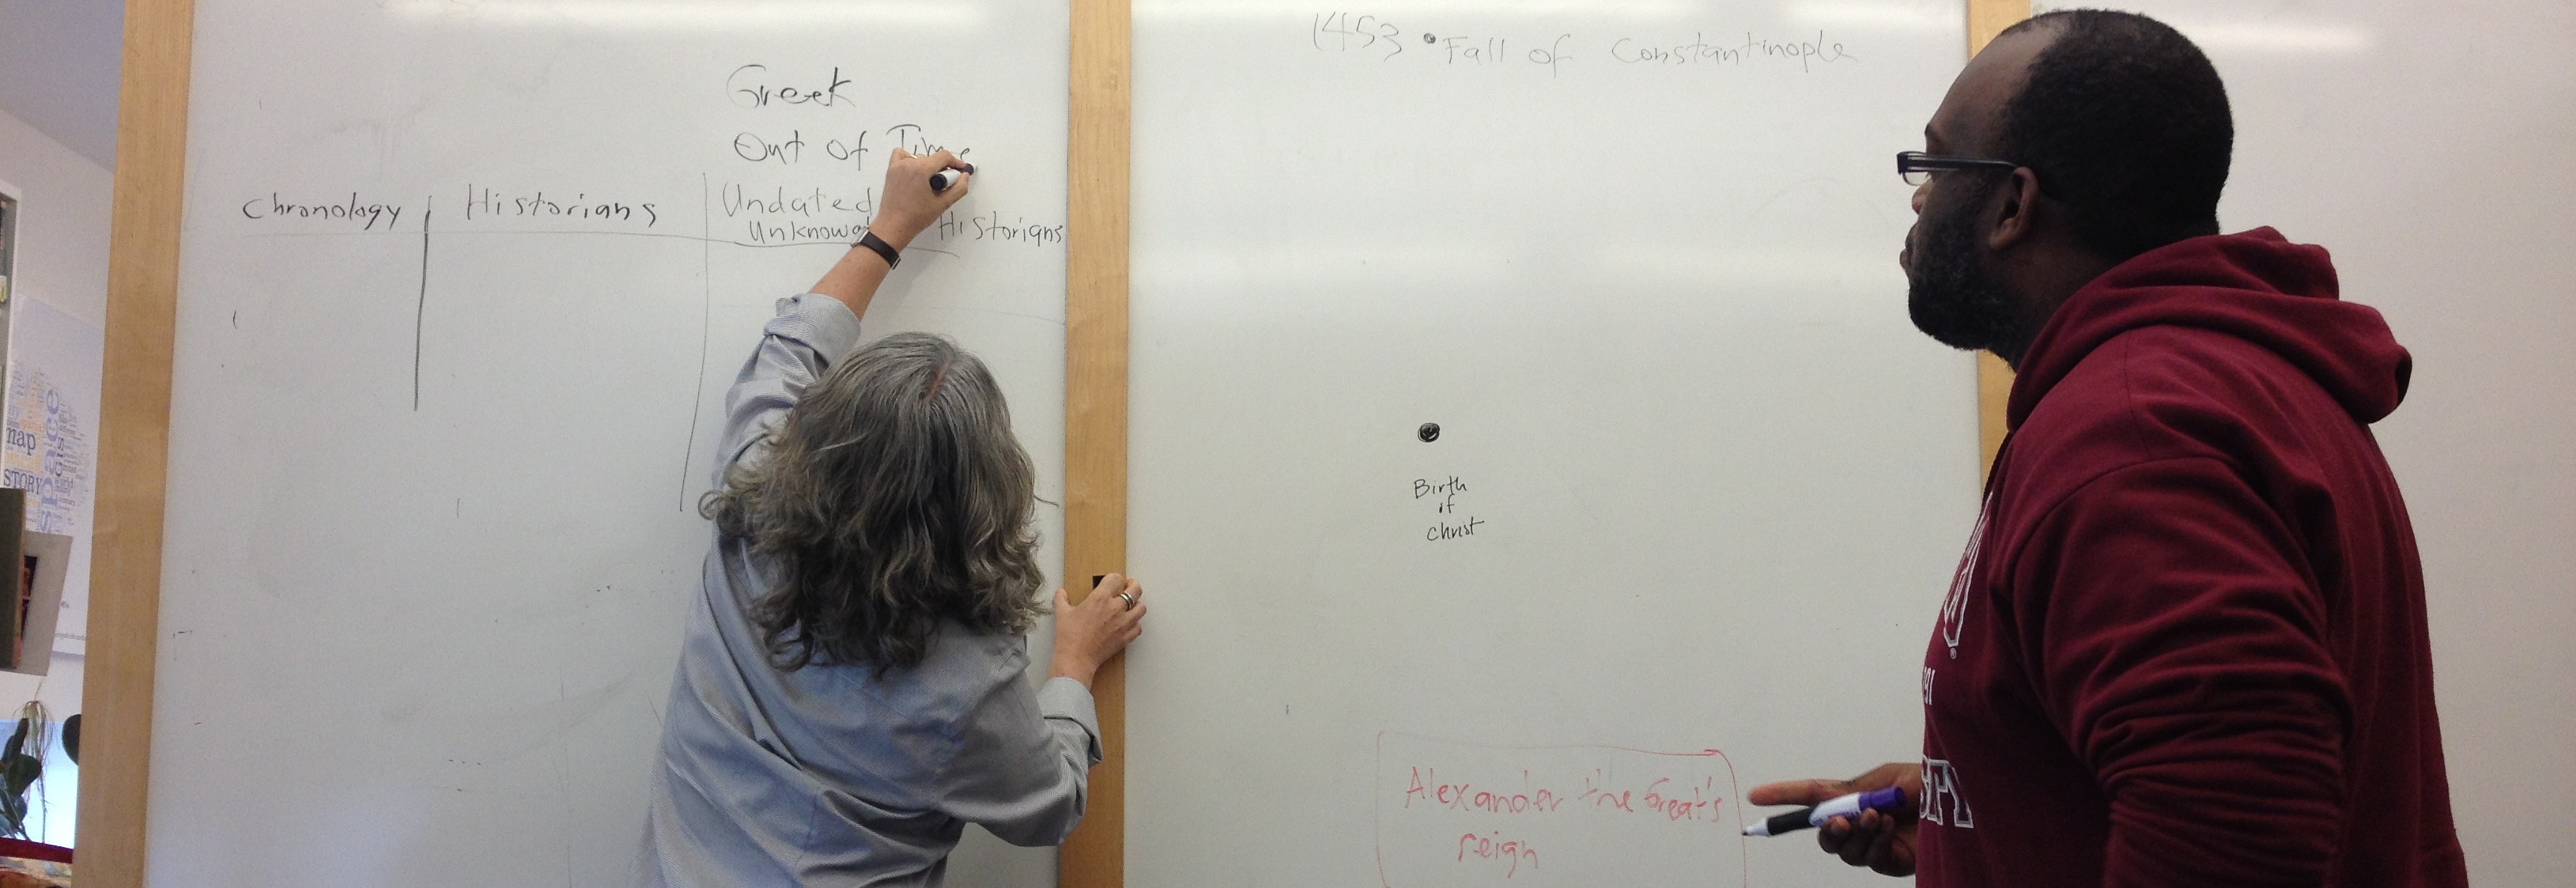 Greek
Out of Time
Chronology
Historians
Undated
Unknown Historians
1453 • Fall of Constantinople
Birth
of
Christ
Alexander the Great's
reign
map
space
STORY